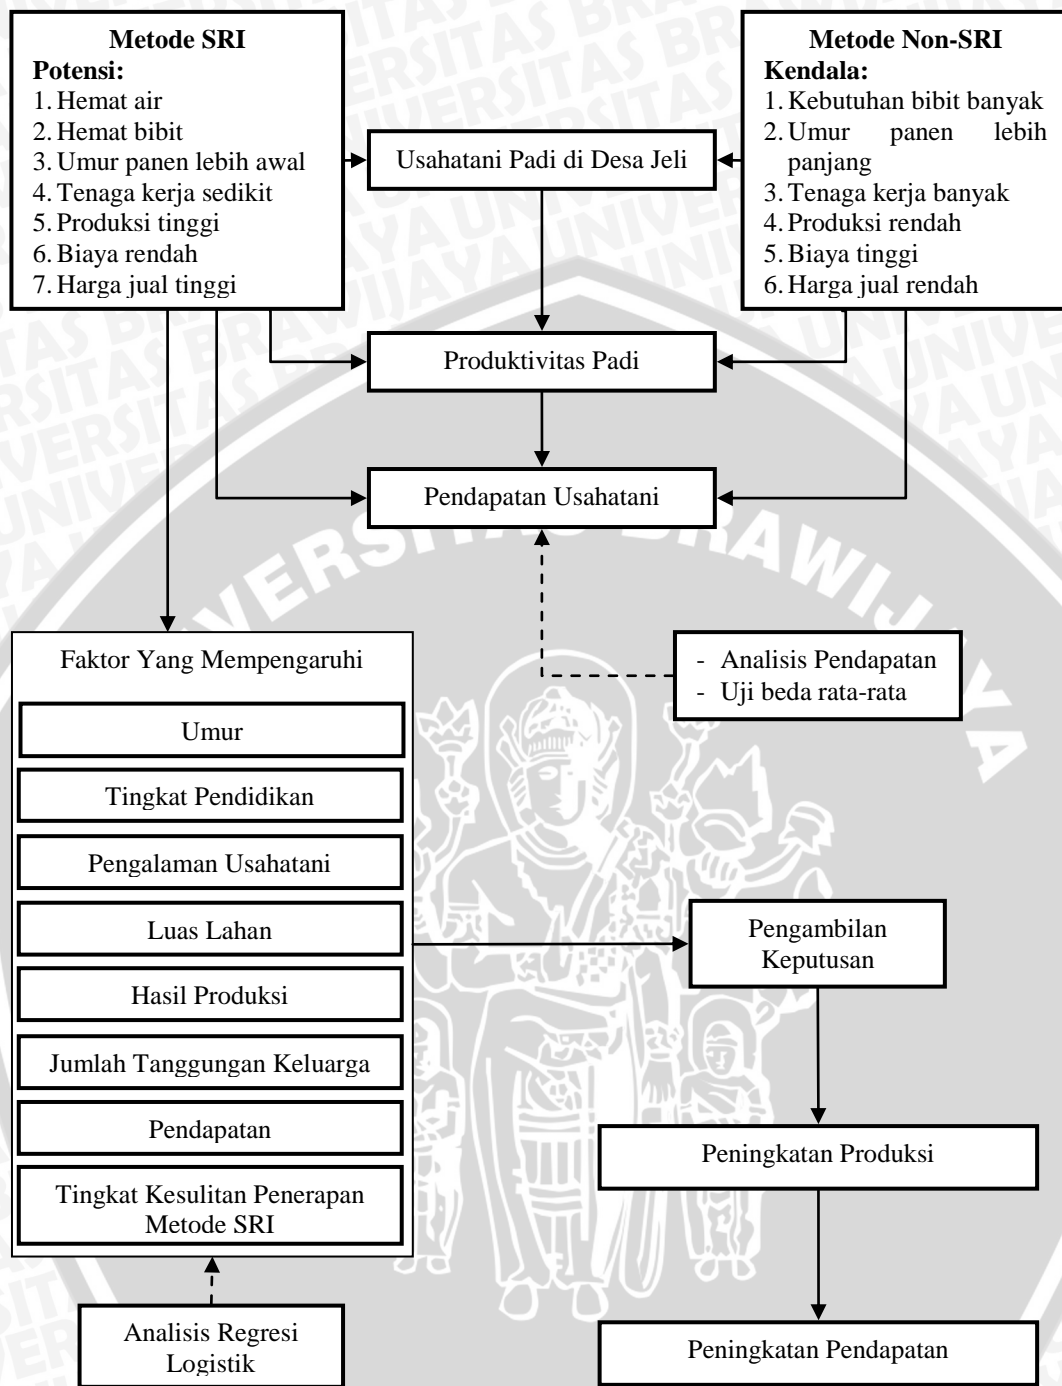 Metode SRI
Potensi:
1. Hemat air
2. Hemat bibit
3. Umur panen lebih awal
4. Tenaga kerja sedikit
5. Produksi tinggi
6. Biaya rendah
7. Harga jual tinggi
Usahatani Padi di Desa Jeli
Metode Non-SRI
Kendala:
1. Kebutuhan bibit banyak
2. Umur panen lebih
panjang
3. Tenaga kerja banyak
4. Produksi rendah
5. Biaya tinggi
6. Harga jual rendah
Produktivitas Padi
Pendapatan Usahatani
- Analisis Pendapatan
- Uji beda rata-rata
Faktor Yang Mempengaruhi
Umur
Tingkat Pendidikan
Pengalaman Usahatani
Luas Lahan
Hasil Produksi
Jumlah Tanggungan Keluarga
Pendapatan
Tingkat Kesulitan Penerapan
Metode SRI
Analisis Regresi
Logistik
Pengambilan
Keputusan
Peningkatan Produksi
Peningkatan Pendapatan
UNIVERSITAS BRAWIJAYA